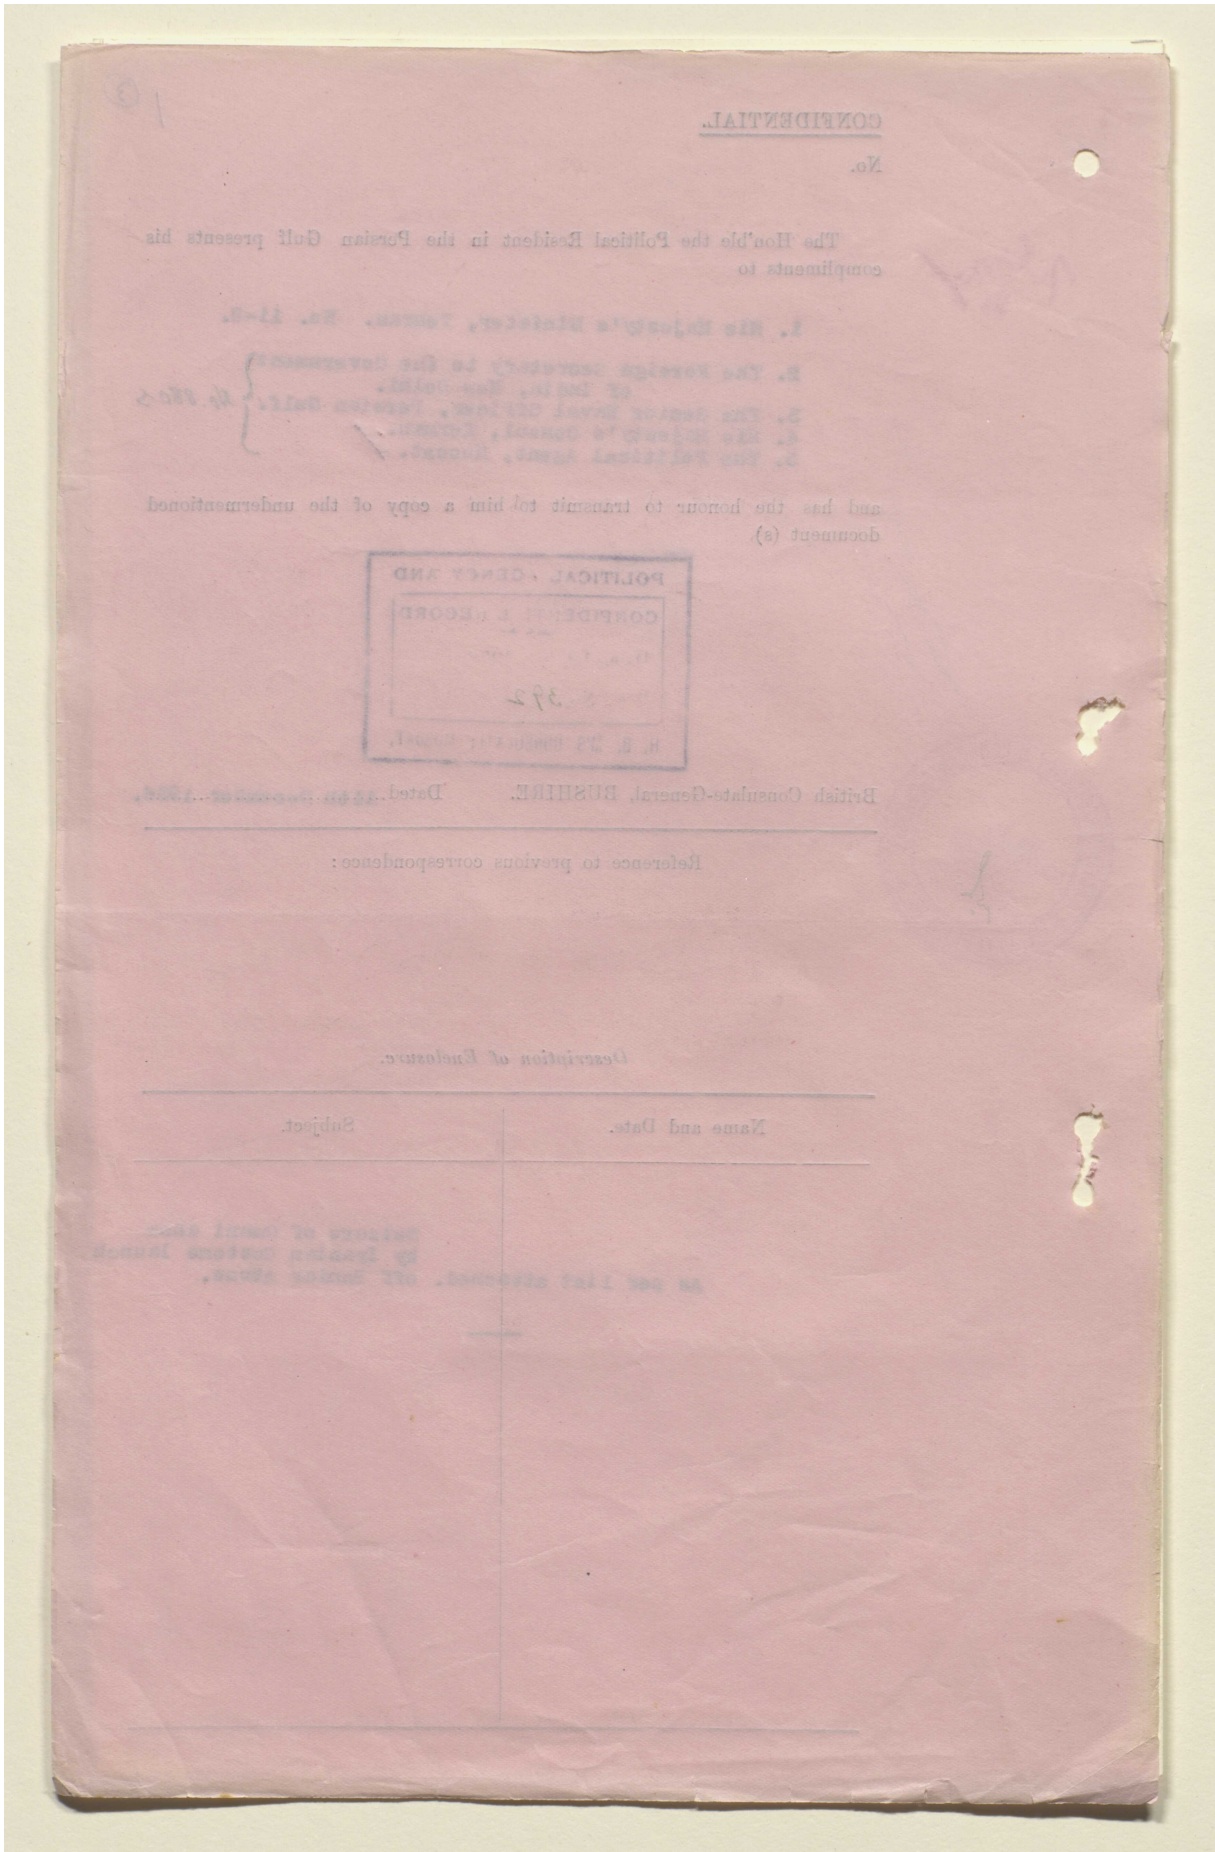 CONFIDENTIAL.
No.
The Hon'ble the Political Resident in the Persian Gulf presents his
compliments to
1. His Majesty's Minister, Tehran. No. 11-S.
2. The Foreign Secretary to the Government
of India, New Delhi.
3. The Senior Naval Officer, Persian Gulf.
4. His Majesty's Consul, Kerman.
5. The Political Agent, Muscat.
and has the honour to transmit to him a copy of the undermentioned
document (s).
POLITICAL AGENCY AND
CONFIDENTIAL RECORD
392
British Consulate-General, BUSHIRE. Dated December
Reference to previous correspondence:
Description of Enclosure.
Name and Date. Subject.
Seizure of
by Iranian Customs launch
As per list attached. off